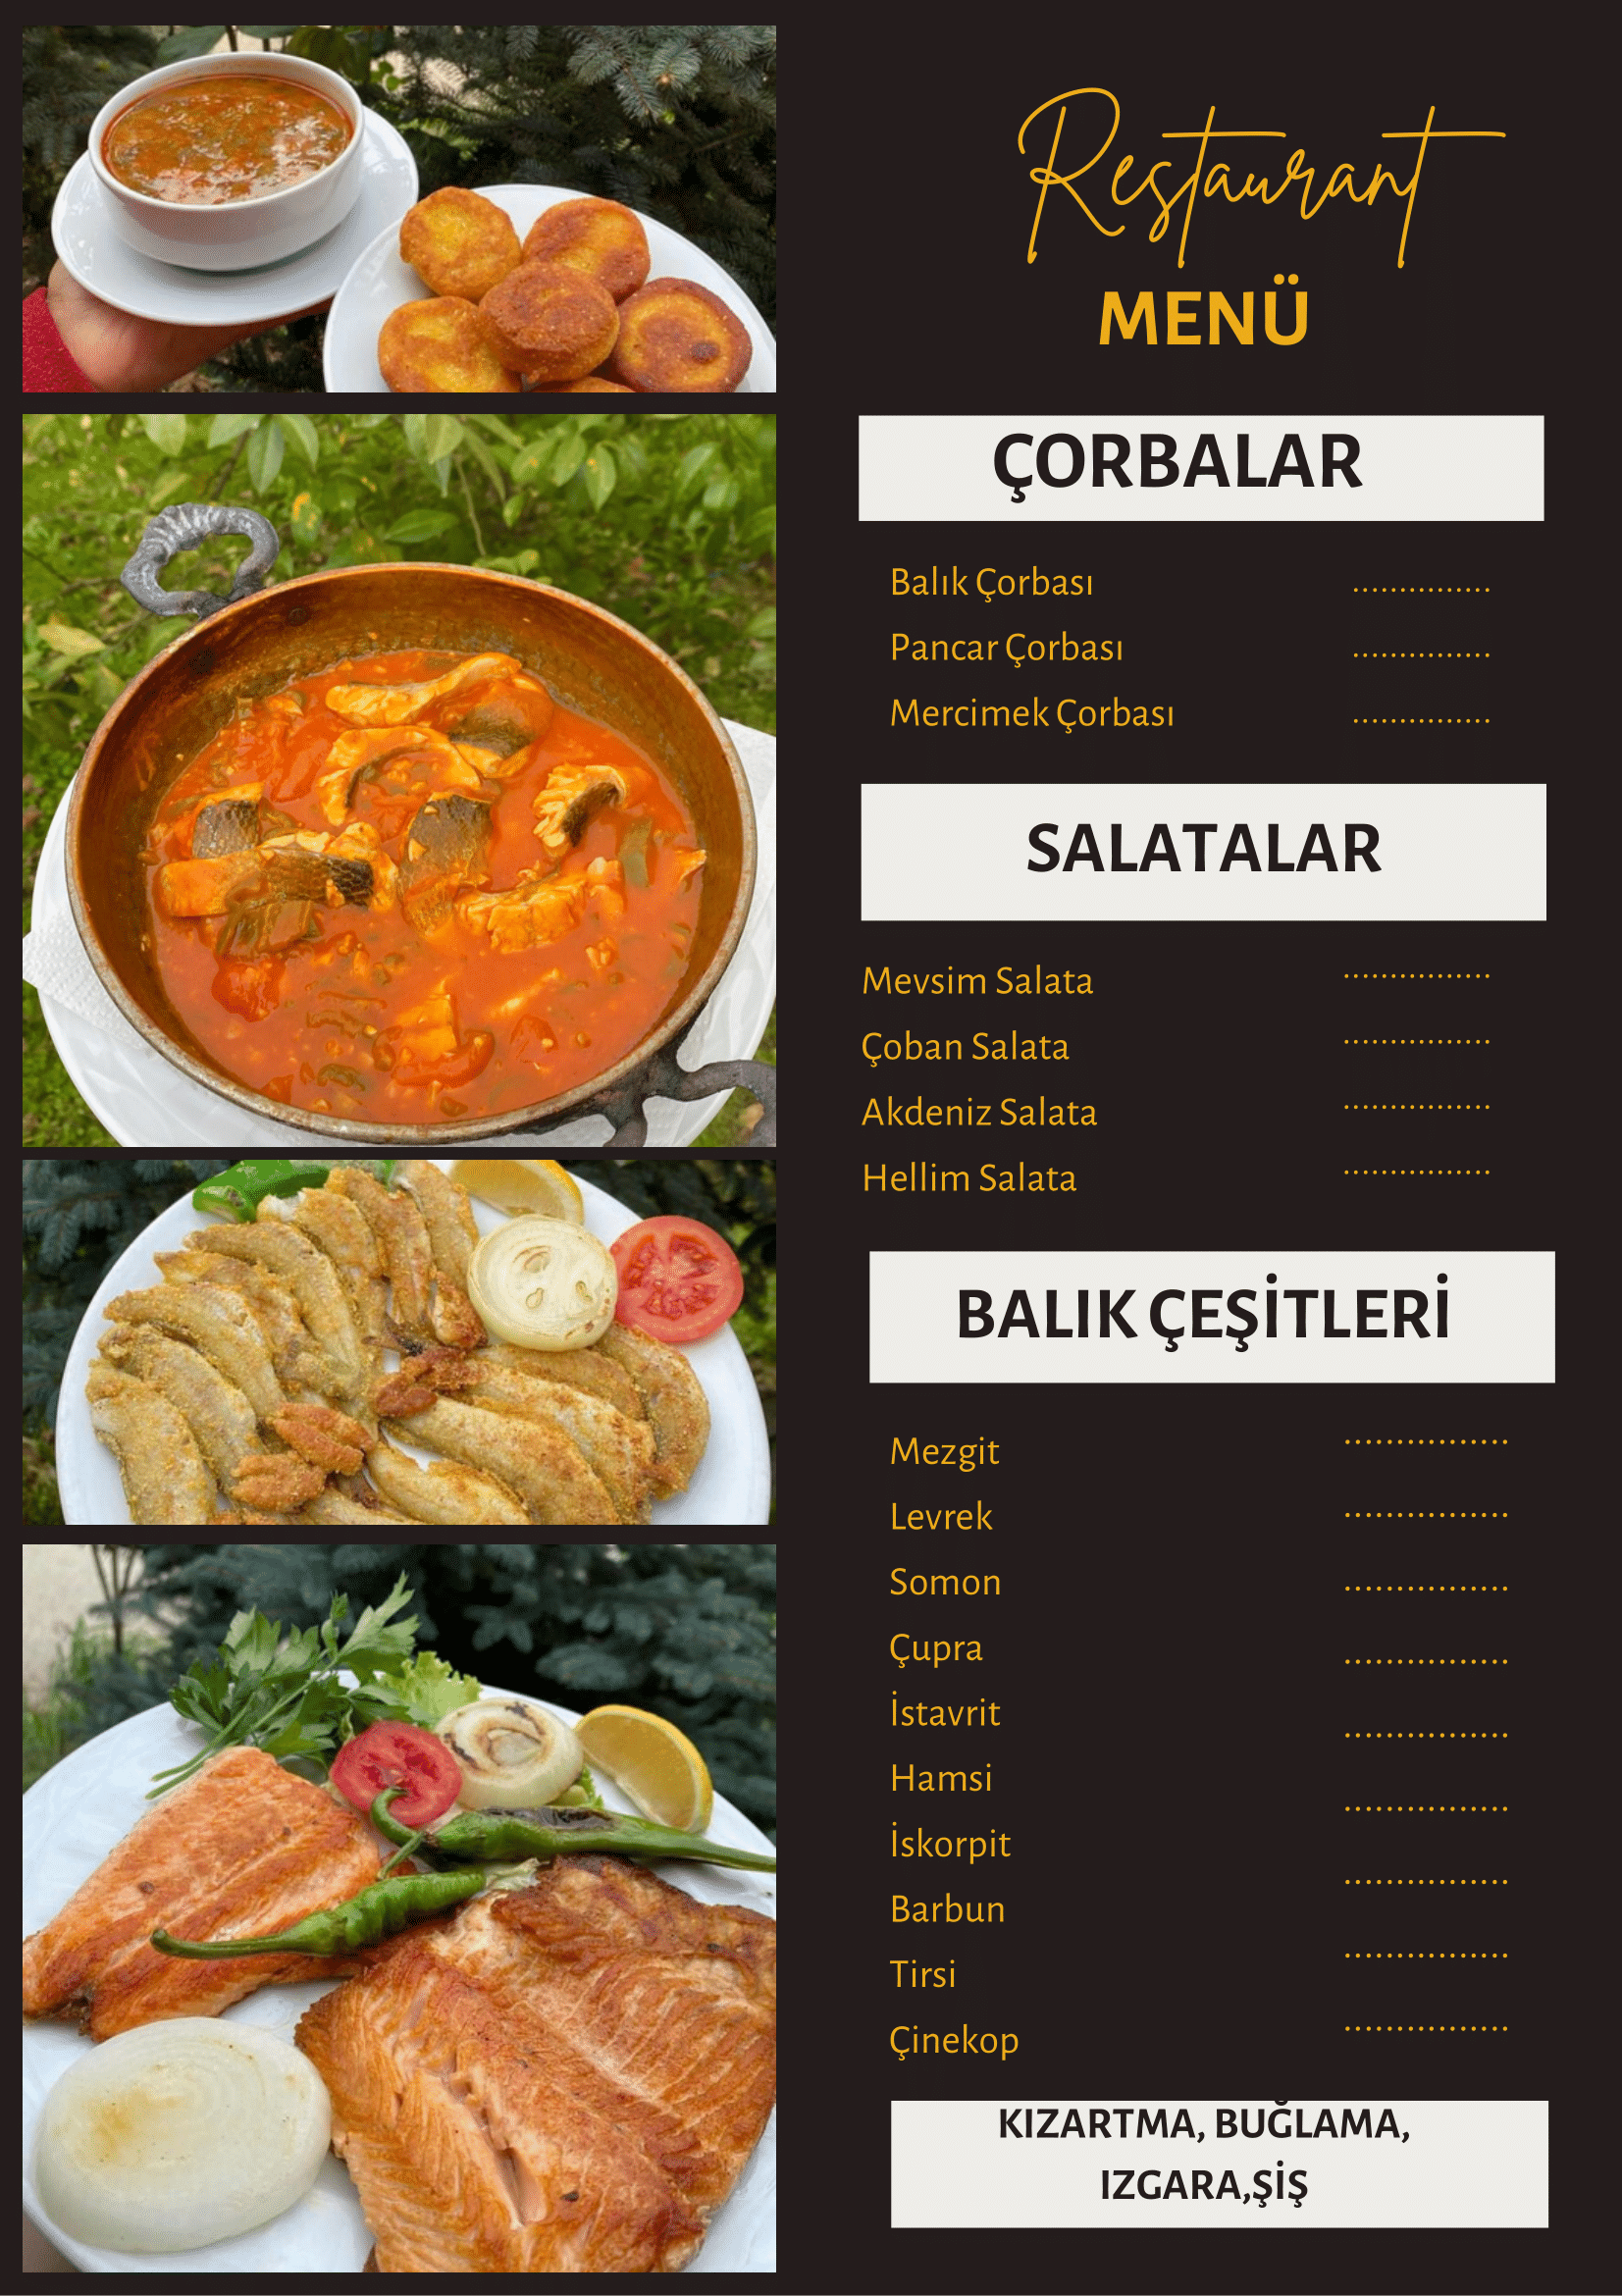 Restaurant
MENÜ
ÇORBALAR
Balık Çorbası ...............
Pancar Çorbası ...............
Mercimek Çorbası ...............
SALATALAR
Mevsim Salata ................
Çoban Salata ................
Akdeniz Salata ................
Hellim Salata ................
BALIK ÇEŞİTLERİ
Mezgit ................
Levrek ................
Somon ................
Çupra ................
İstavrit ................
Hamsi ................
İskorpit ................
Barbun ................
Tirsi ................
Çinekop
KIZARTMA, BUĞLAMA,
IZGARA,ŞİŞ